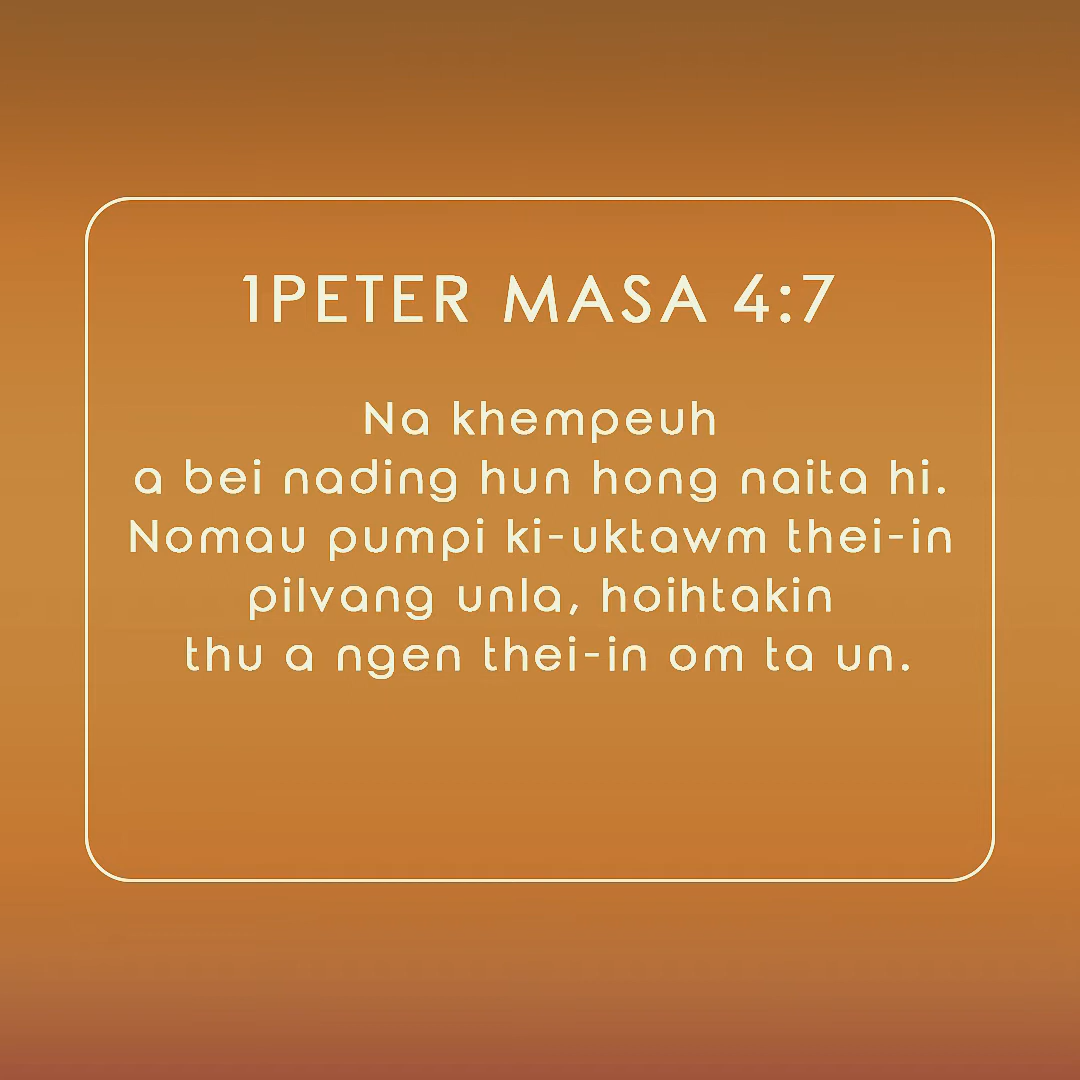 1PETER MASA 4:7
Na khempeuh
a bei nading hun hong naita hi.
Nomau pumpi ki-uktawm thei-in
pilvang unla, hoihtakin
thu a ngen thei-in om ta un.